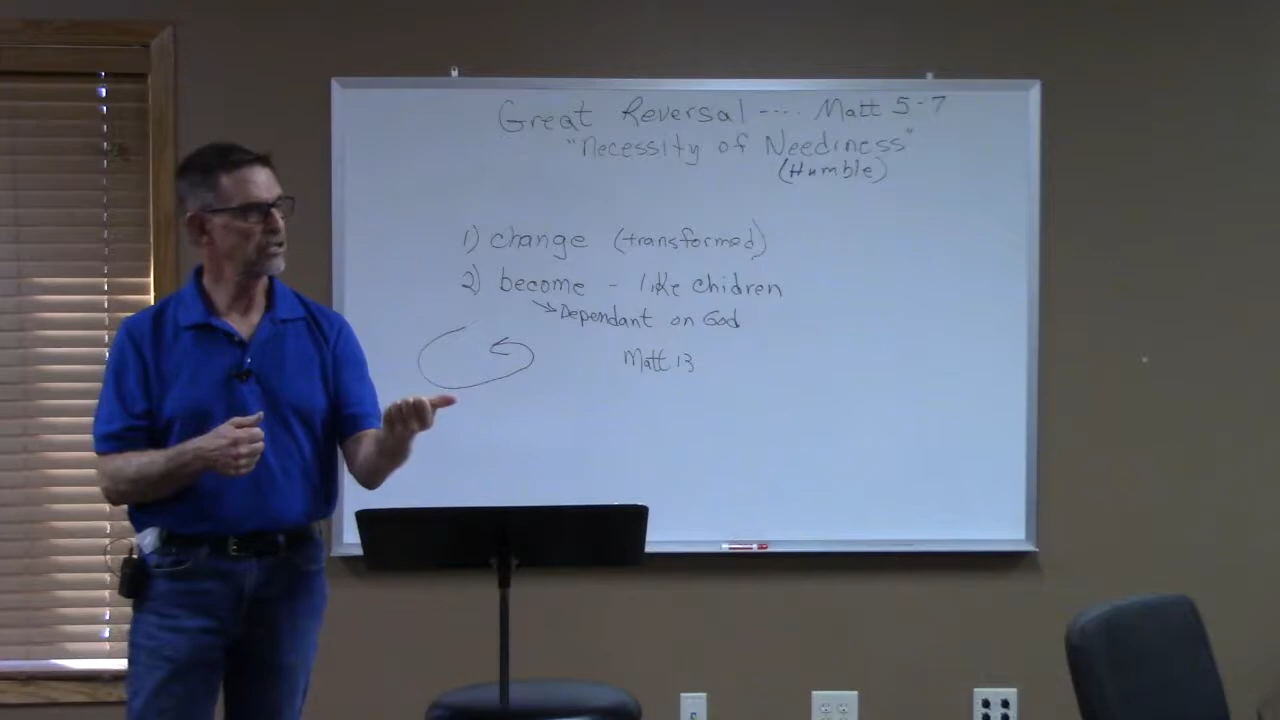 Great Reversal ---- Matt 5-7
"Necessity of Neediness"
(Humble)
1) change (transformed)
2) become - like chidren
Dependant on God
Matt 13